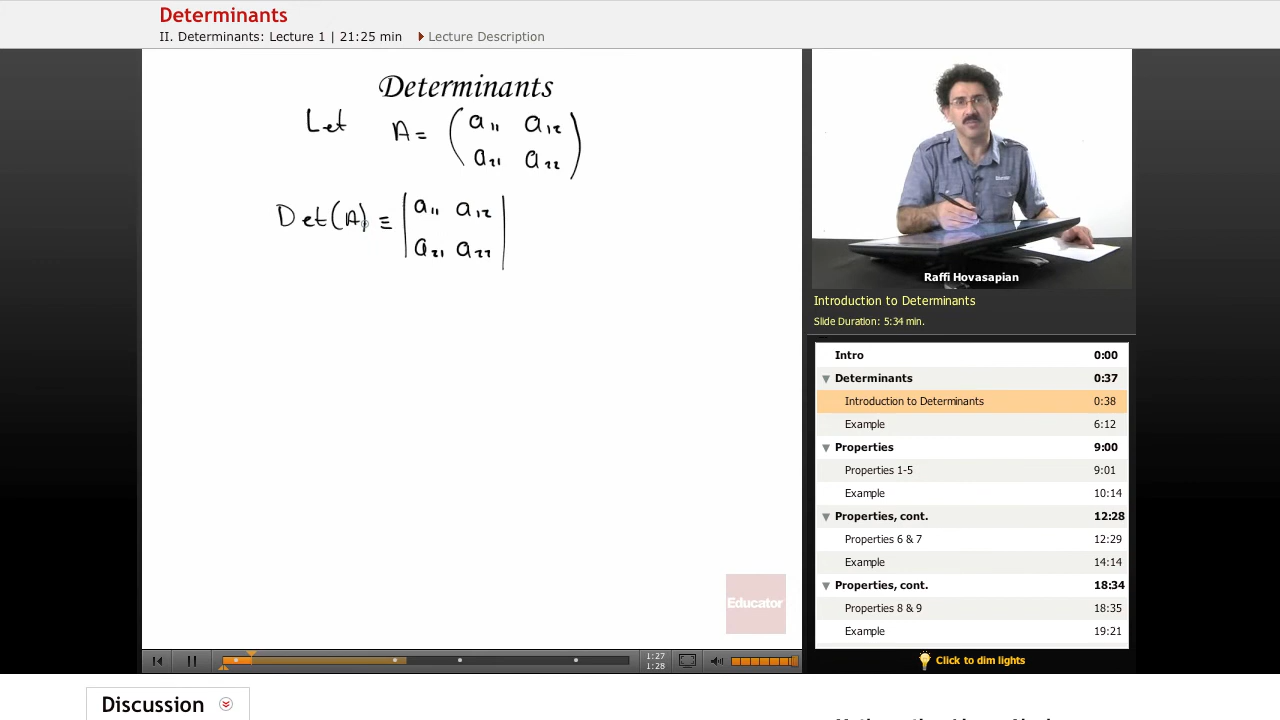 Determinants
II. Determinants: Lecture 1 | 21:25 min Lecture Description
Determinants
Let A = ( a11 a12
a21 a22 )
Det(A) ≡ | a11 a12 |
| a21 a22 |
Educator
1:27
1:28
Raffi Hovasapian
Introduction to Determinants
Slide Duration: 5:34 min.
Intro 0:00
Determinants 0:37
Introduction to Determinants 0:38
Example 6:12
Properties 9:00
Properties 1-5 9:01
Example 10:14
Properties, cont. 12:28
Properties 6 & 7 12:29
Example 14:14
Properties, cont. 18:34
Properties 8 & 9 18:35
Example 19:21
Click to dim lights
Discussion